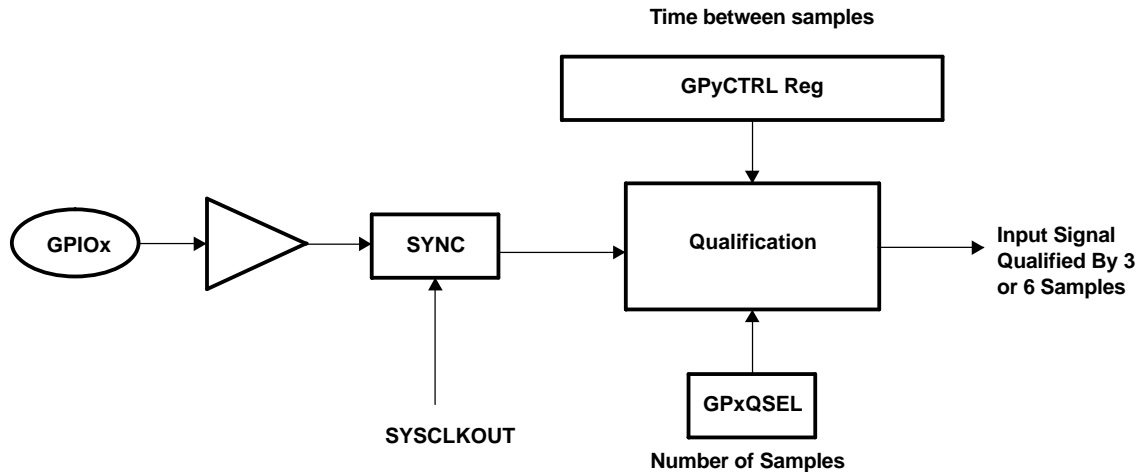 Time between samples
GPyCTRL Reg
GPIOx
SYNC
Qualification
Input Signal
Qualified By 3
or 6 Samples
GPxQSEL
SYSCLKOUT
Number of Samples